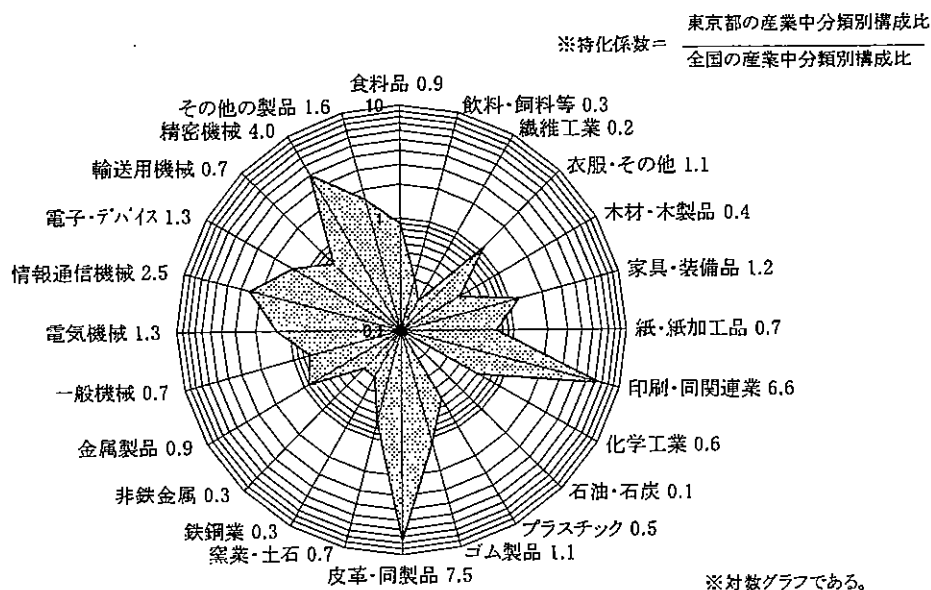 ※特化係数＝ 東京都の産業中分類別構成比
全国の産業中分類別構成比
食料品 0.9
飲料・飼料等 0.3
繊維工業 0.2
衣服・その他 1.1
木材・木製品 0.4
家具・装備品 1.2
紙・紙加工品 0.7
印刷・同関連業 6.6
化学工業 0.6
石油・石炭 0.1
プラスチック 0.5
ゴム製品 1.1
皮革・同製品 7.5
窯業・土石 0.7
鉄鋼業 0.3
非鉄金属 0.3
金属製品 0.9
一般機械 0.7
電気機械 1.3
情報通信機械 2.5
電子・デバイス 1.3
輸送用機械 0.7
精密機械 4.0
その他の製品 1.6
10
1
0.1
※対数グラフである。